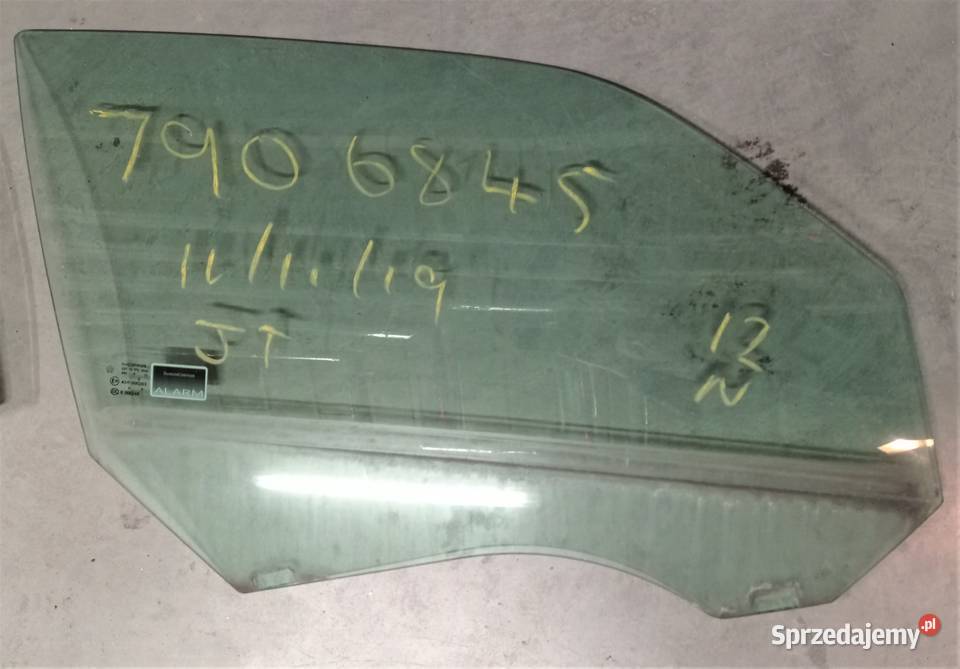 7906845
11/11/19
JT
12
N
ALARM
Sprzedajemy.pl